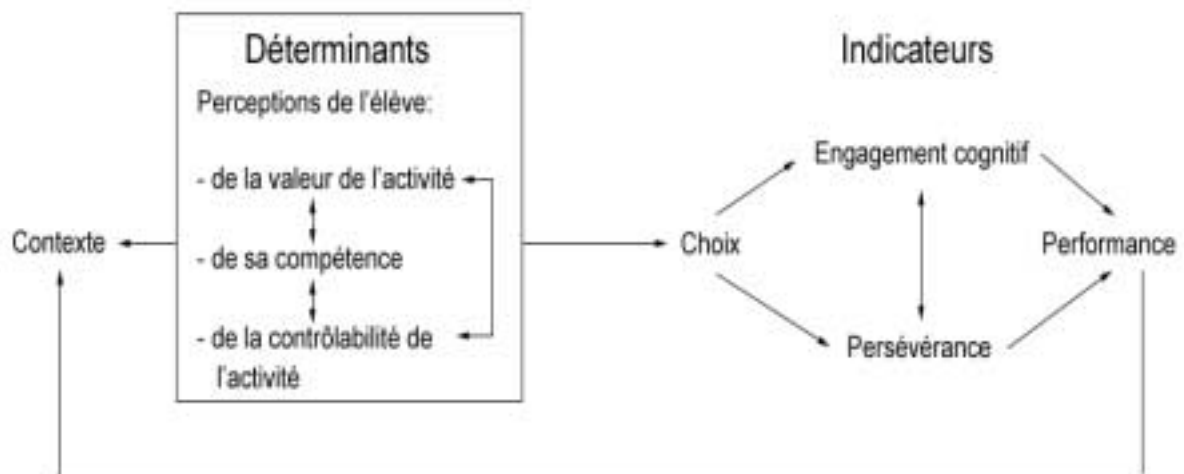 Déterminants
Perceptions de l'élève:
- de la valeur de l'activité
- de sa compétence
- de la contrôlabilité de
l'activité
Contexte
Indicateurs
Engagement cognitif
Choix
Performance
Persévérance